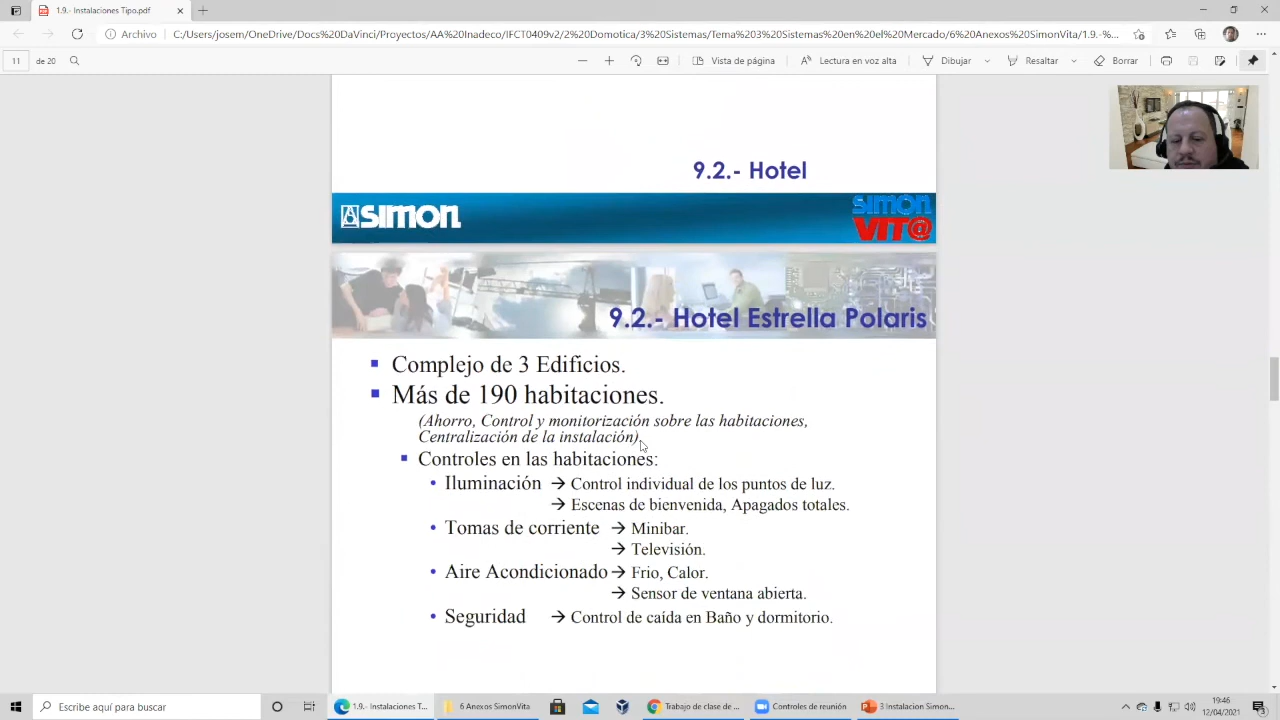 1.9.- Instalaciones Tipo.pdf
Archivo
C:/Users/josem/OneDrive/Docs%20DaVinci/Proyectos/AA%20Inadeco/IFCT0409v2/2%20Domotica/3%20Sistemas/Tema%203%20Sistemas%20en%20el%20Mercado/6%20Anexos%20SimonVita/1.9.-%...
11 de 20
Vista de página
Lectura en voz alta
Dibujar
Resaltar
Borrar
9.2.- Hotel
SIMON
SIMON
VIT@
9.2.- Hotel Estrella Polaris
Complejo de 3 Edificios.
Más de 190 habitaciones.
(Ahorro, Control y monitorización sobre las habitaciones,
Centralización de la instalación).
Controles en las habitaciones:
Iluminación → Control individual de los puntos de luz.
→ Escenas de bienvenida, Apagados totales.
Tomas de corriente → Minibar.
→ Televisión.
Aire Acondicionado → Frio, Calor.
→ Sensor de ventana abierta.
Seguridad → Control de caída en Baño y dormitorio.
Escribe aquí para buscar
1.9.- Instalaciones T...
6 Anexos SimonVita
Trabajo de clase de ...
Controles de reunión
3 Instalacion Simon...
19:46
12/04/2021